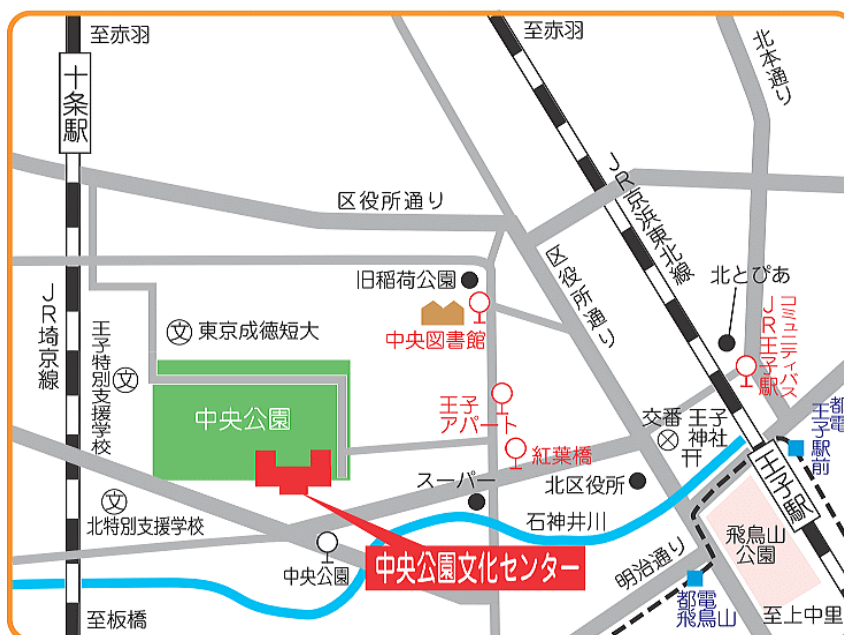 至赤羽
至赤羽
北本通り
十条駅
JR京浜東北線
区役所通り
区役所通り
旧稲荷公園
北とぴあ
コミュニティバス
JR王子駅
JR埼京線
王子特別支援学校
文
東京成徳短大
中央図書館
文
中央公園
王子
アパート
交番
王子
神社
都電
王子駅前
紅葉橋
スーパー
北区役所
文
北特別支援学校
石神井川
王子駅
飛鳥山
公園
中央公園
中央公園文化センター
明治通り
都電
飛鳥山
至板橋
至上中里